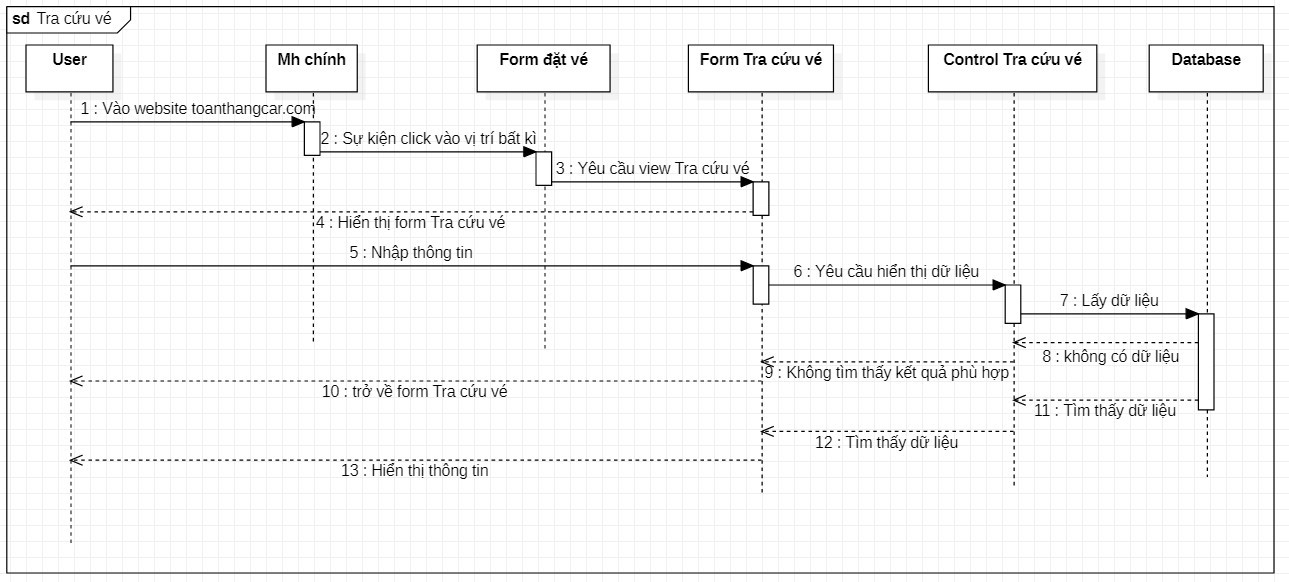 sd Tra cứu vé
User
Mh chính
Form đặt vé
Form Tra cứu vé
Control Tra cứu vé
Database
1 : Vào website toanthangcar.com
2 : Sự kiện click vào vị trí bất kì
3 : Yêu cầu view Tra cứu vé
4 : Hiển thị form Tra cứu vé
5 : Nhập thông tin
6 : Yêu cầu hiển thị dữ liệu
7 : Lấy dữ liệu
8 : không có dữ liệu
9 : Không tìm thấy kết quả phù hợp
10 : trở về form Tra cứu vé
11 : Tìm thấy dữ liệu
12 : Tìm thấy dữ liệu
13 : Hiển thị thông tin